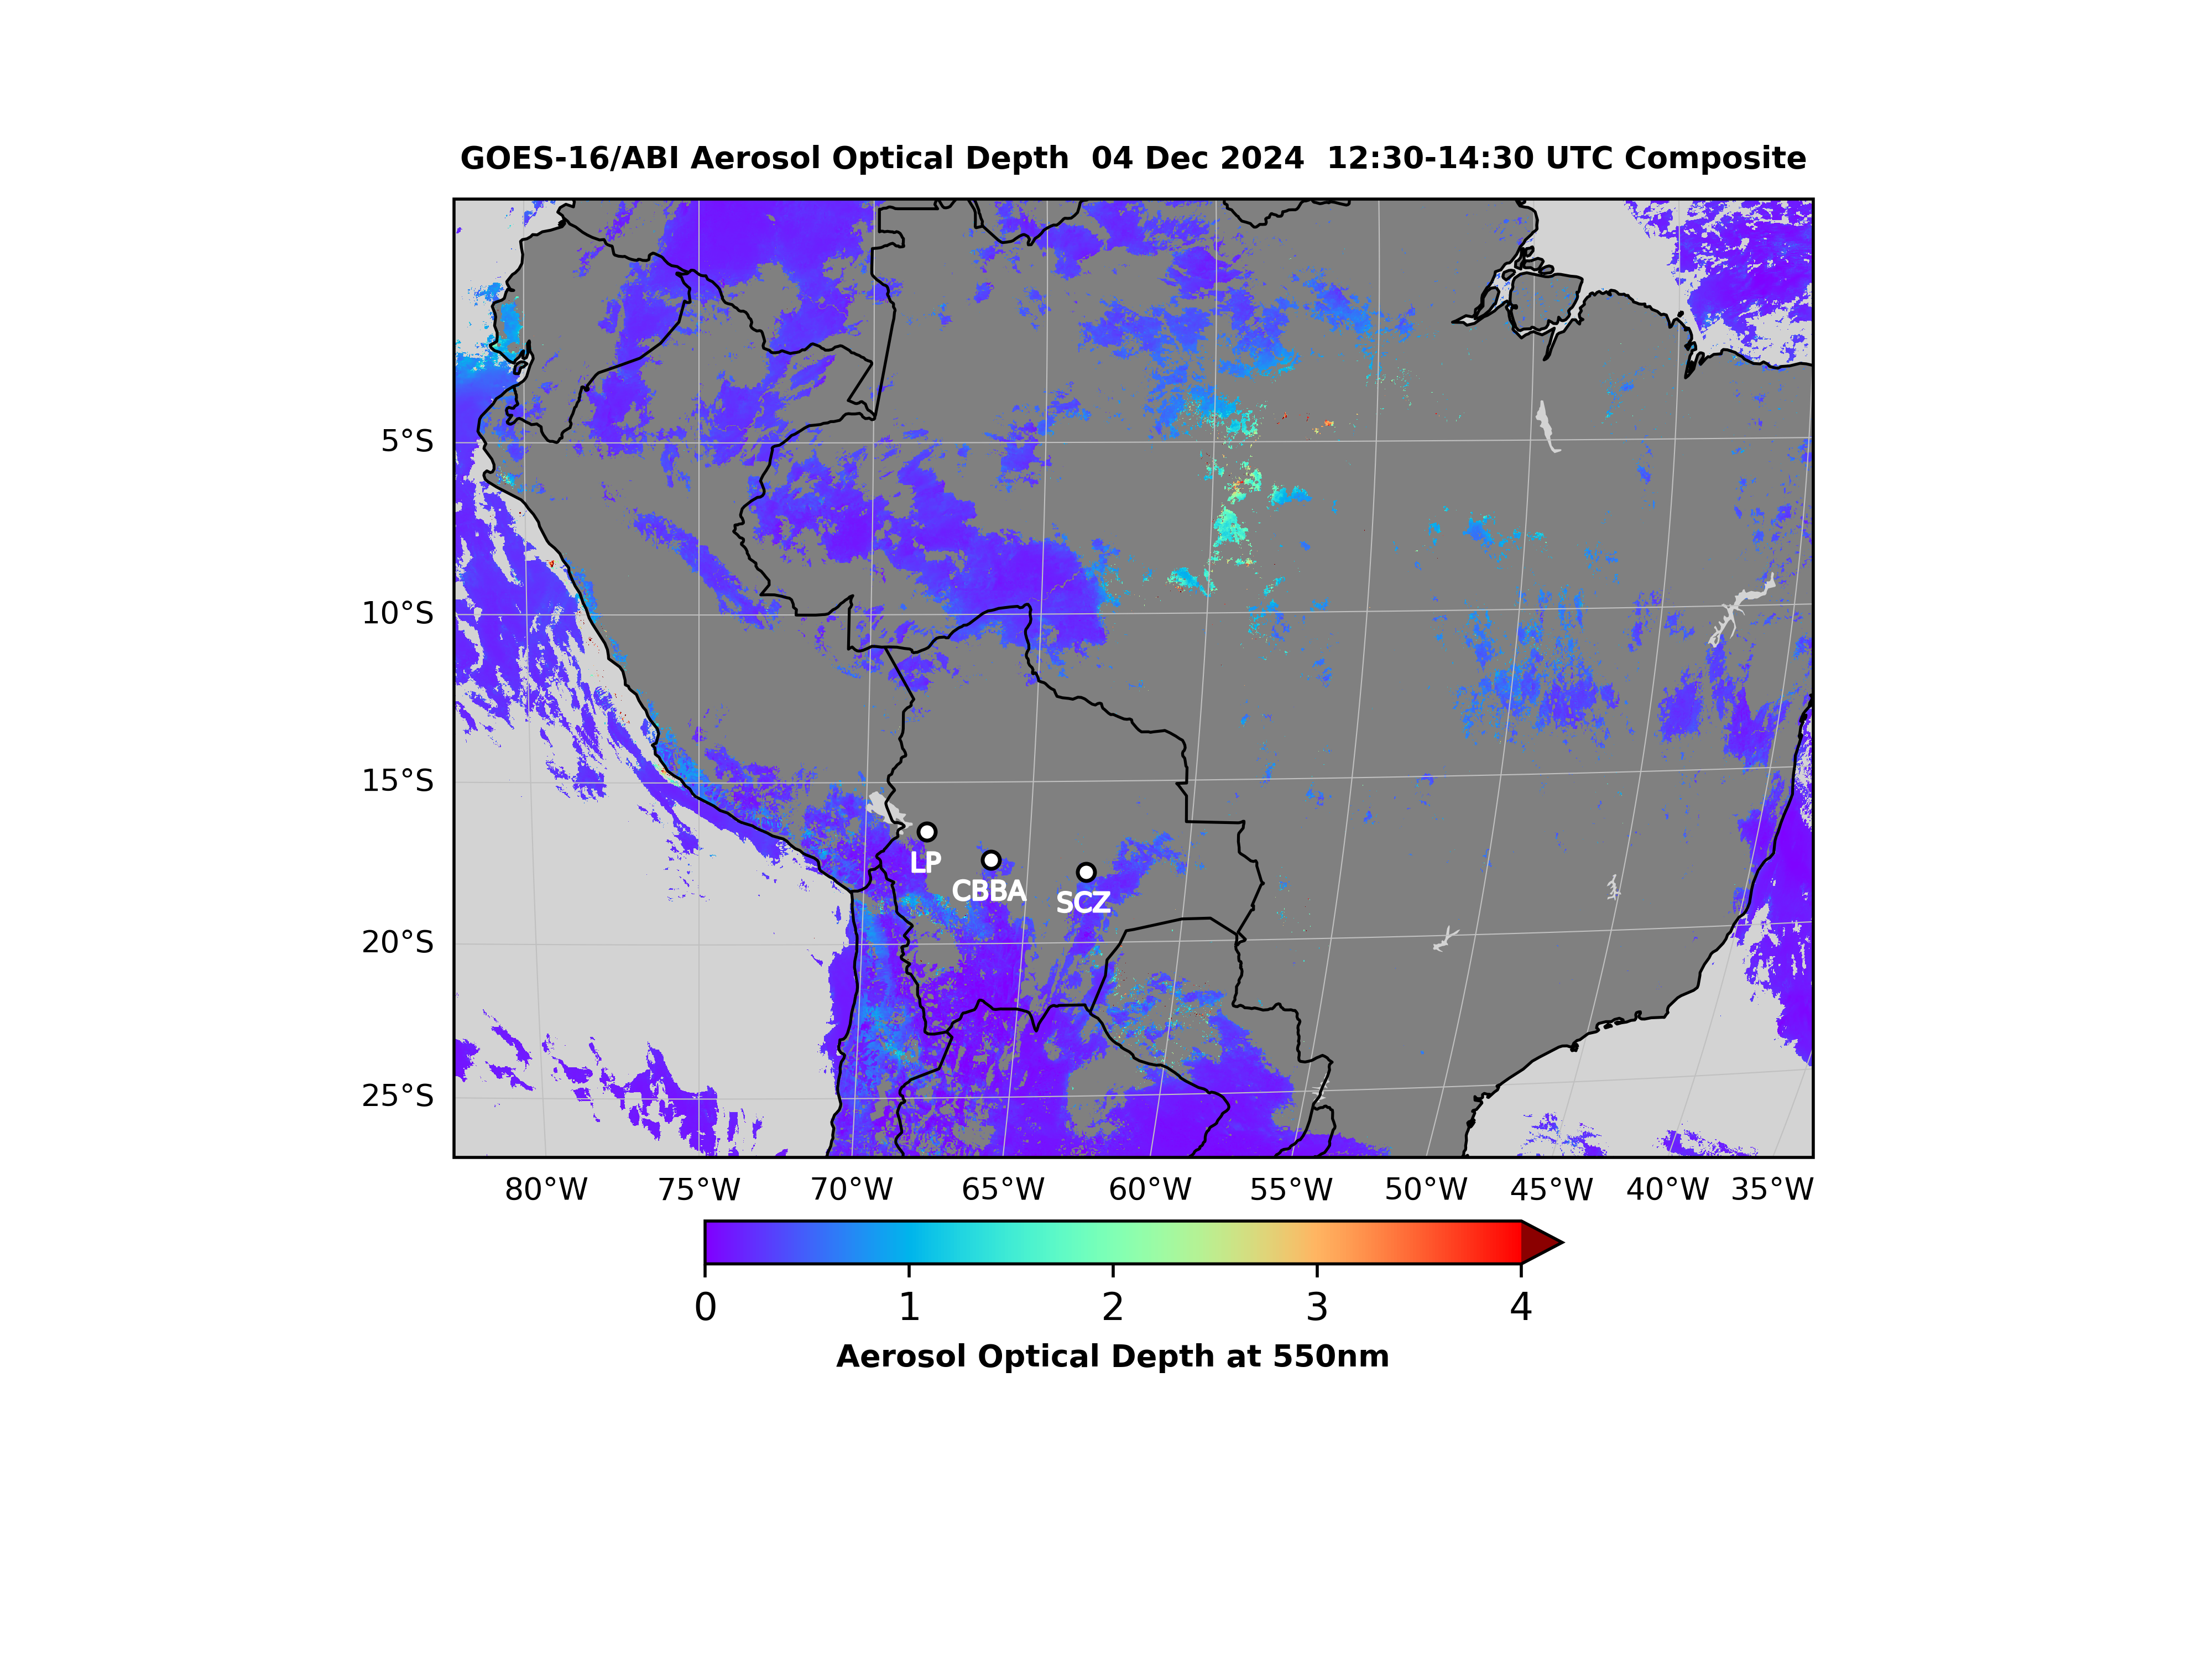 GOES-16/ABI Aerosol Optical Depth  04 Dec 2024  12:30-14:30 UTC Composite
5°S
10°S
15°S
LP
CBBA
SCZ
20°S
25°S
80°W 75°W 70°W 65°W 60°W 55°W 50°W 45°W 40°W 35°W
0 1 2 3 4
Aerosol Optical Depth at 550nm